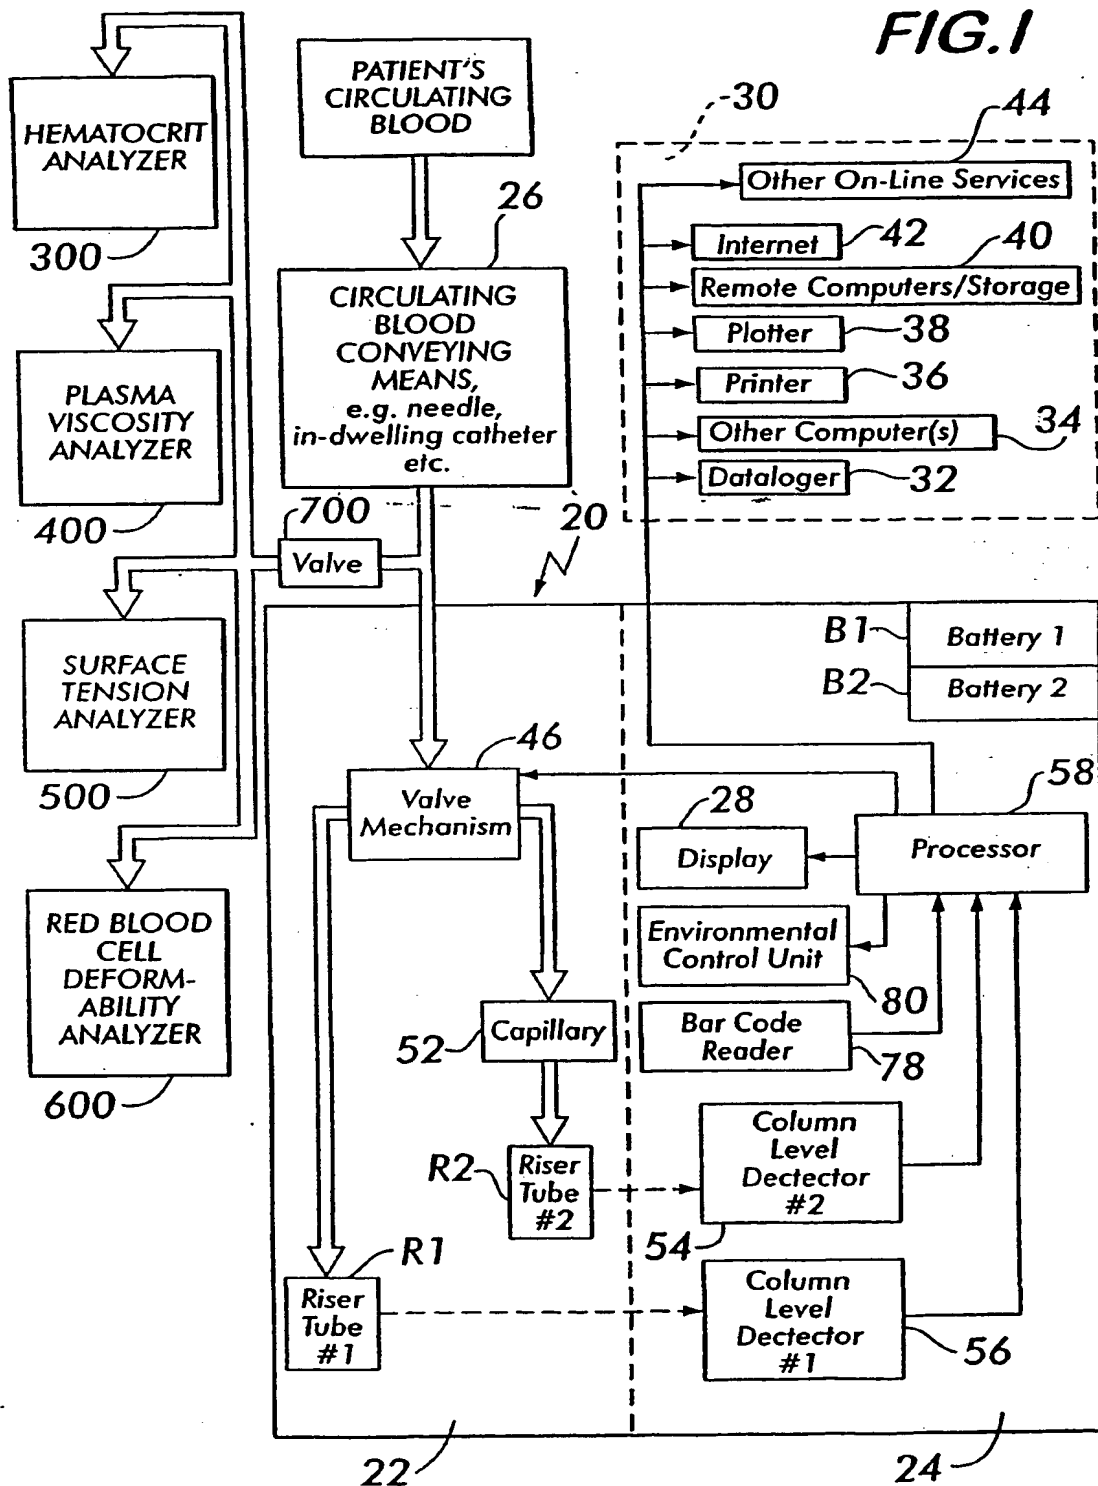 FIG.1
HEMATOCRIT
ANALYZER
300
PATIENT'S
CIRCULATING
BLOOD
26
CIRCULATING
BLOOD
CONVEYING
MEANS,
e.g. needle,
in-dwelling catheter
etc.
30
44
Other On-Line Services
Internet
42
40
Remote Computers/Storage
Plotter
38
Printer
36
Other Computer(s)
34
Dataloger
32
PLASMA
VISCOSITY
ANALYZER
400
700
Valve
20
SURFACE
TENSION
ANALYZER
500
B1
Battery 1
B2
Battery 2
46
Valve
Mechanism
58
Processor
28
Display
Environmental
Control Unit
80
Bar Code
Reader
78
RED BLOOD
CELL
DEFORM-
ABILITY
ANALYZER
600
52
Capillary
R2
Riser
Tube
#2
Column
Level
Dectector
#2
54
R1
Riser
Tube
#1
Column
Level
Dectector
#1
56
22
24